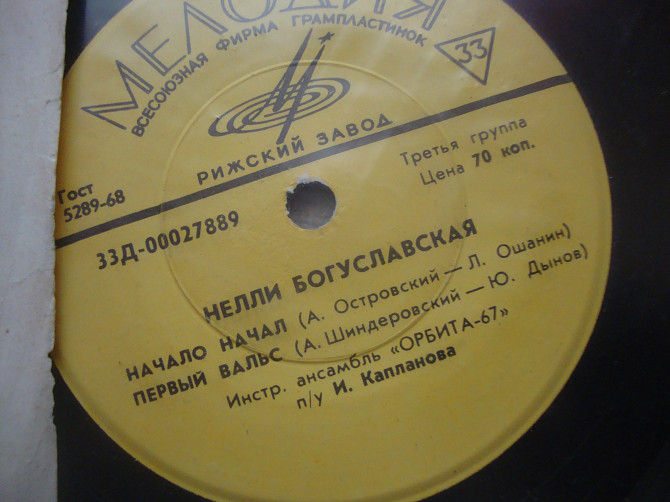 МЕЛОДИЯ
ВСЕСОЮЗНАЯ ФИРМА ГРАМПЛАСТИНОК
33
РИЖСКИЙ ЗАВОД
Гост
5289-68
Третья группа
Цена 70 коп.
33Д-00027889
НЕЛЛИ БОГУСЛАВСКАЯ
НАЧАЛО НАЧАЛ (А. Островский — Л. Ошанин)
ПЕРВЫЙ ВАЛЬС (А. Шиндеровский — Ю. Дынов)
Инстр. ансамбль «ОРБИТА-67»
п/у И. Капланова